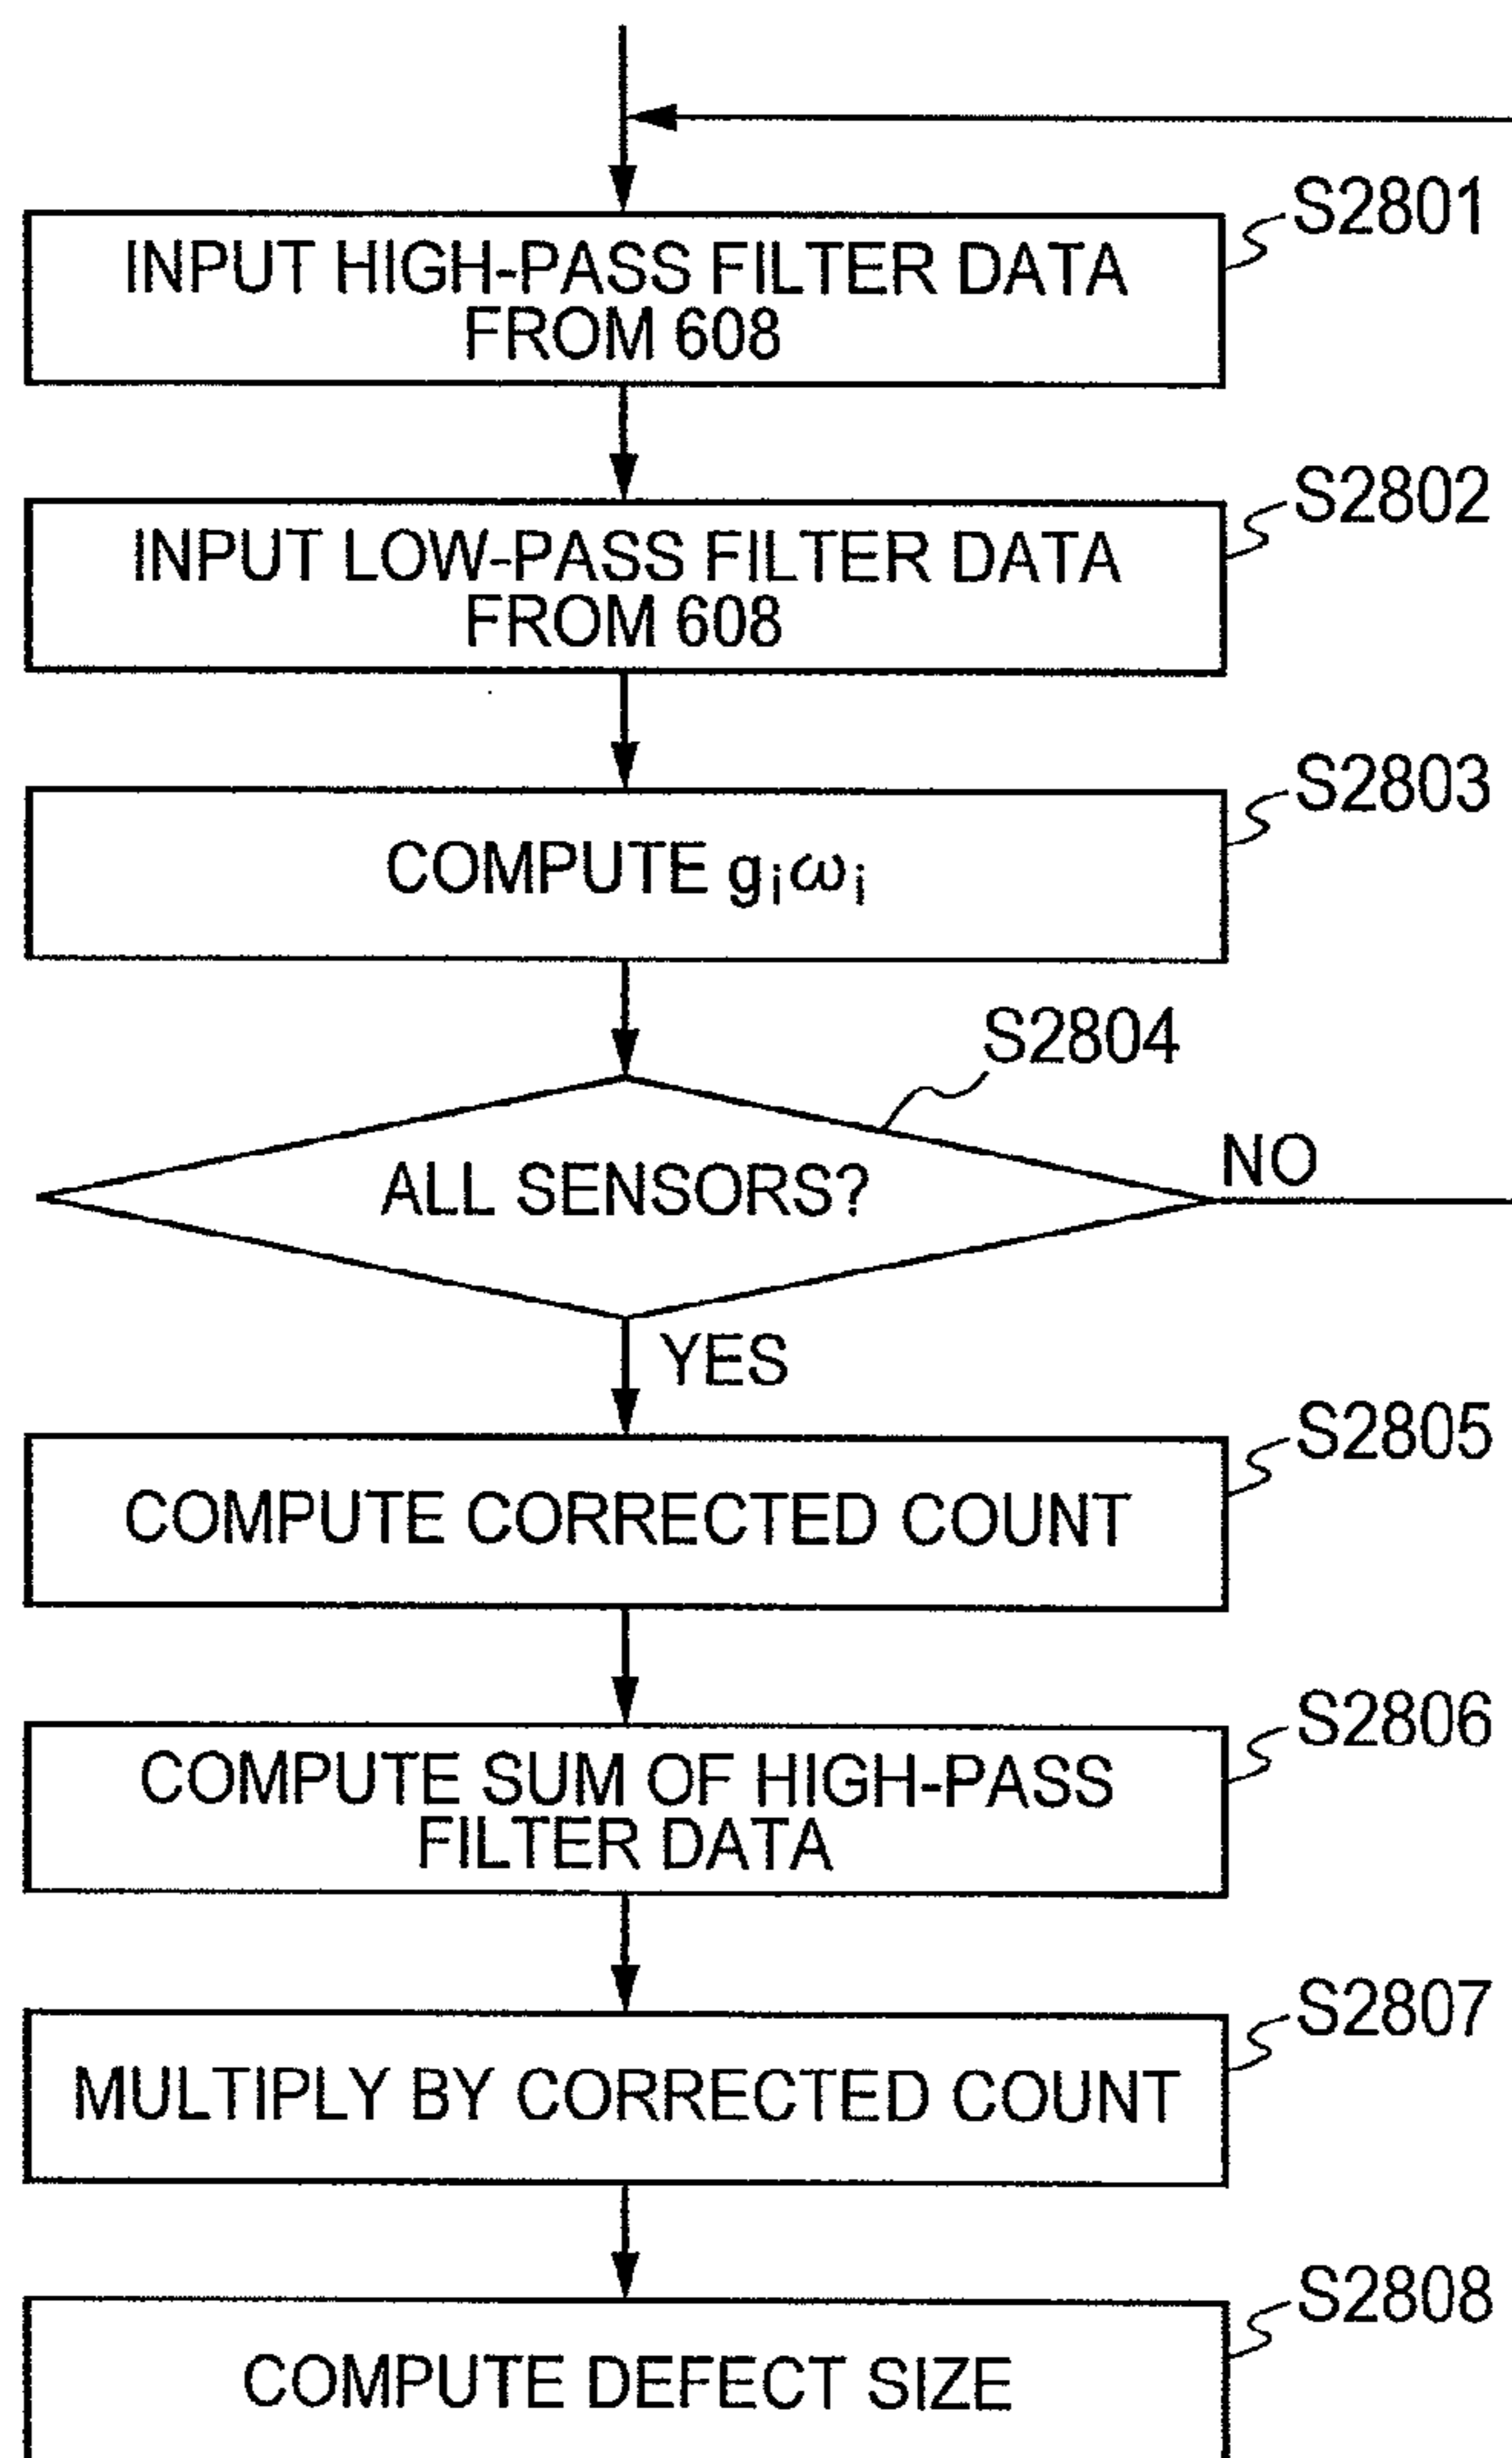 S2801
INPUT HIGH-PASS FILTER DATA
FROM 608
S2802
INPUT LOW-PASS FILTER DATA
FROM 608
S2803
COMPUTE gᵢωᵢ
S2804
ALL SENSORS?
NO
YES
S2805
COMPUTE CORRECTED COUNT
S2806
COMPUTE SUM OF HIGH-PASS
FILTER DATA
S2807
MULTIPLY BY CORRECTED COUNT
S2808
COMPUTE DEFECT SIZE